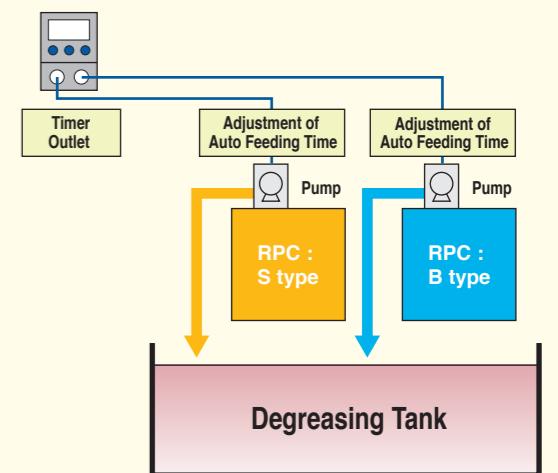 Timer
Outlet
Adjustment of
Auto Feeding Time
Adjustment of
Auto Feeding Time
Pump
Pump
RPC :
S type
RPC :
B type
Degreasing Tank